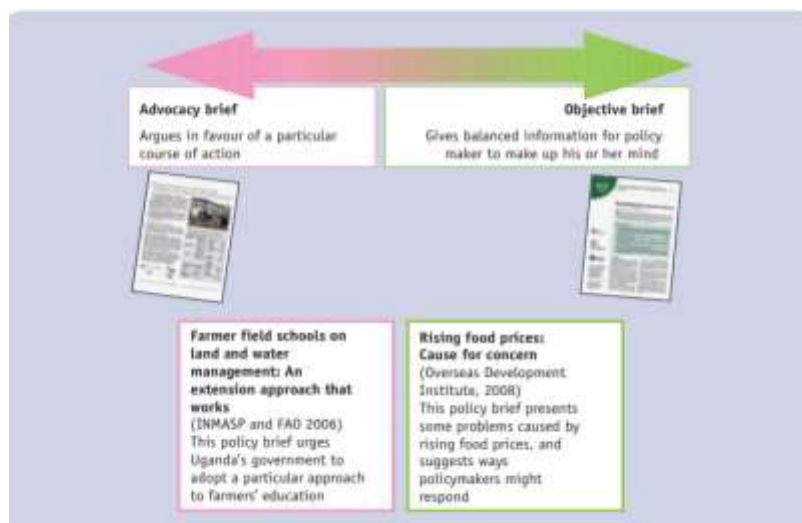 Advocacy brief
Argues in favour of a particular
course of action
Objective brief
Gives balanced information for policy
maker to make up his or her mind
Farmer field schools on
land and water
management: An
extension approach that
works
(INMASP and FAO 2006)
This policy brief urges
Uganda's government to
adopt a particular approach
to farmers' education
Rising food prices:
Cause for concern
(Overseas Development
Institute, 2008)
This policy brief presents
some problems caused by
rising food prices, and
suggests ways
policymakers might
respond